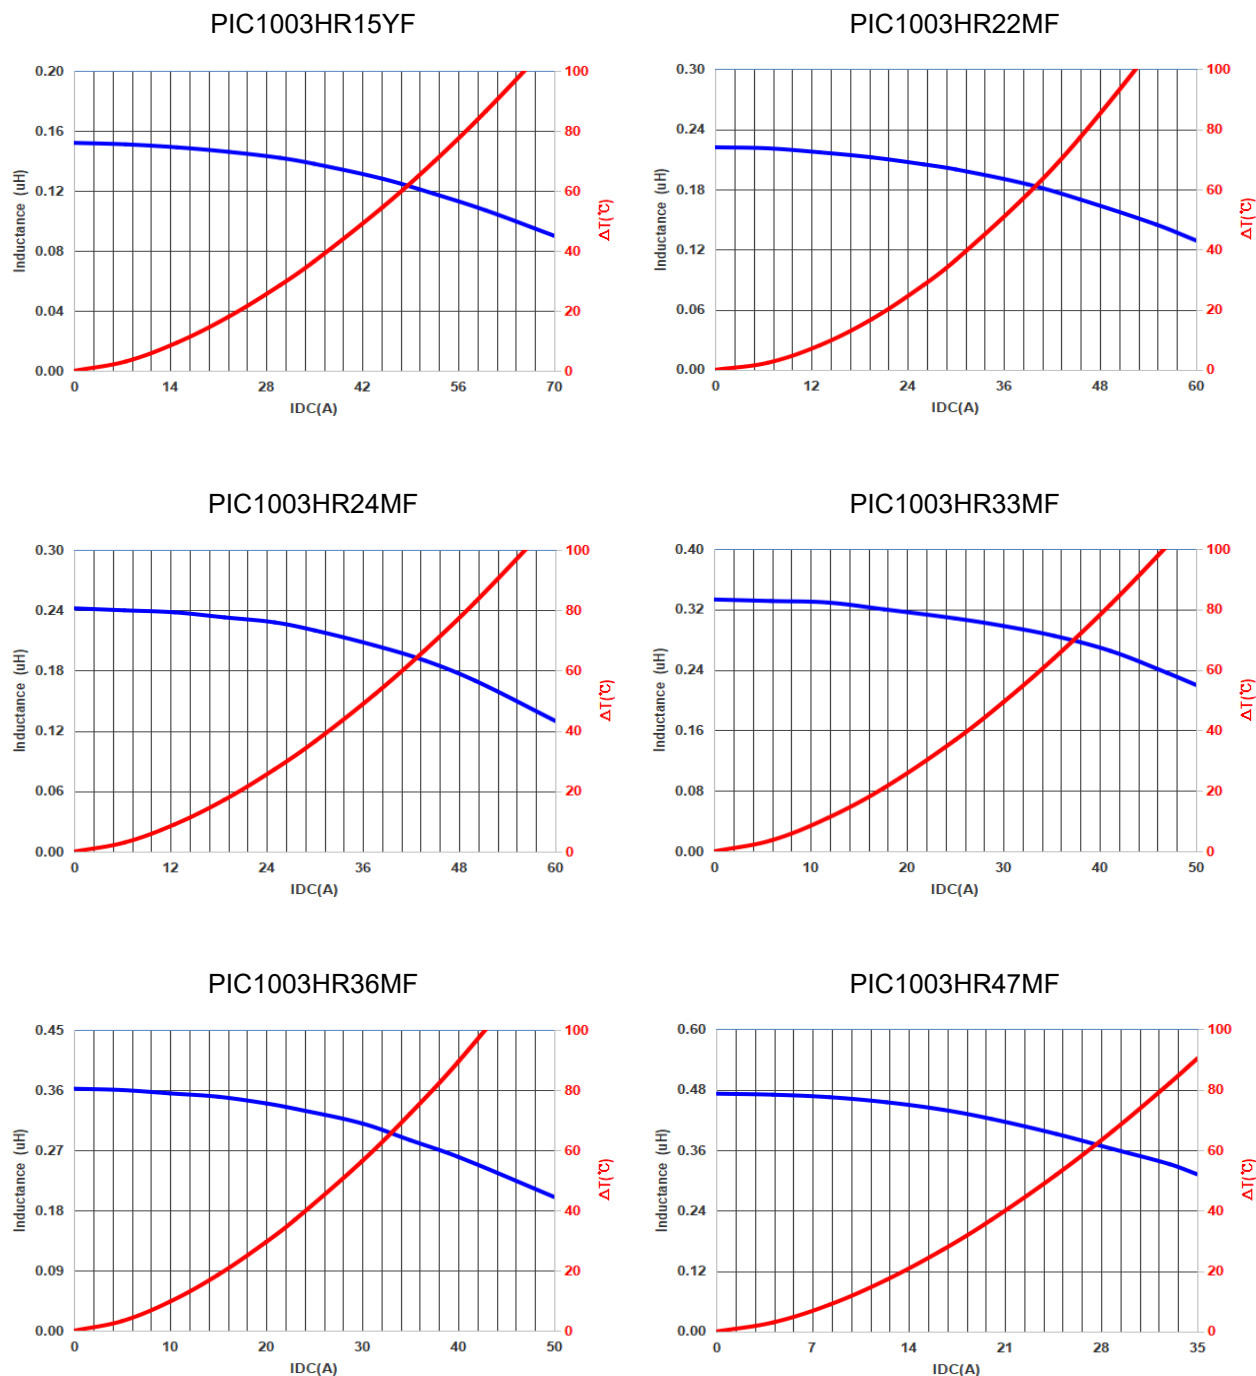 PIC1003HR15YF
PIC1003HR22MF
0.20
0.16
0.12
0.08
0.04
0.00
Inductance (uH)
0 14 28 42 56 70
IDC(A)
100
80
60
40
20
0
ΔT(℃)
0.30
0.24
0.18
0.12
0.06
0.00
Inductance (uH)
0 12 24 36 48 60
IDC(A)
100
80
60
40
20
0
ΔT(℃)
PIC1003HR24MF
PIC1003HR33MF
0.30
0.24
0.18
0.12
0.06
0.00
Inductance (uH)
0 12 24 36 48 60
IDC(A)
100
80
60
40
20
0
ΔT(℃)
0.40
0.32
0.24
0.16
0.08
0.00
Inductance (uH)
0 10 20 30 40 50
IDC(A)
100
80
60
40
20
0
ΔT(℃)
PIC1003HR36MF
PIC1003HR47MF
0.45
0.36
0.27
0.18
0.09
0.00
Inductance (uH)
0 10 20 30 40 50
IDC(A)
100
80
60
40
20
0
ΔT(℃)
0.60
0.48
0.36
0.24
0.12
0.00
Inductance (uH)
0 7 14 21 28 35
IDC(A)
100
80
60
40
20
0
ΔT(℃)